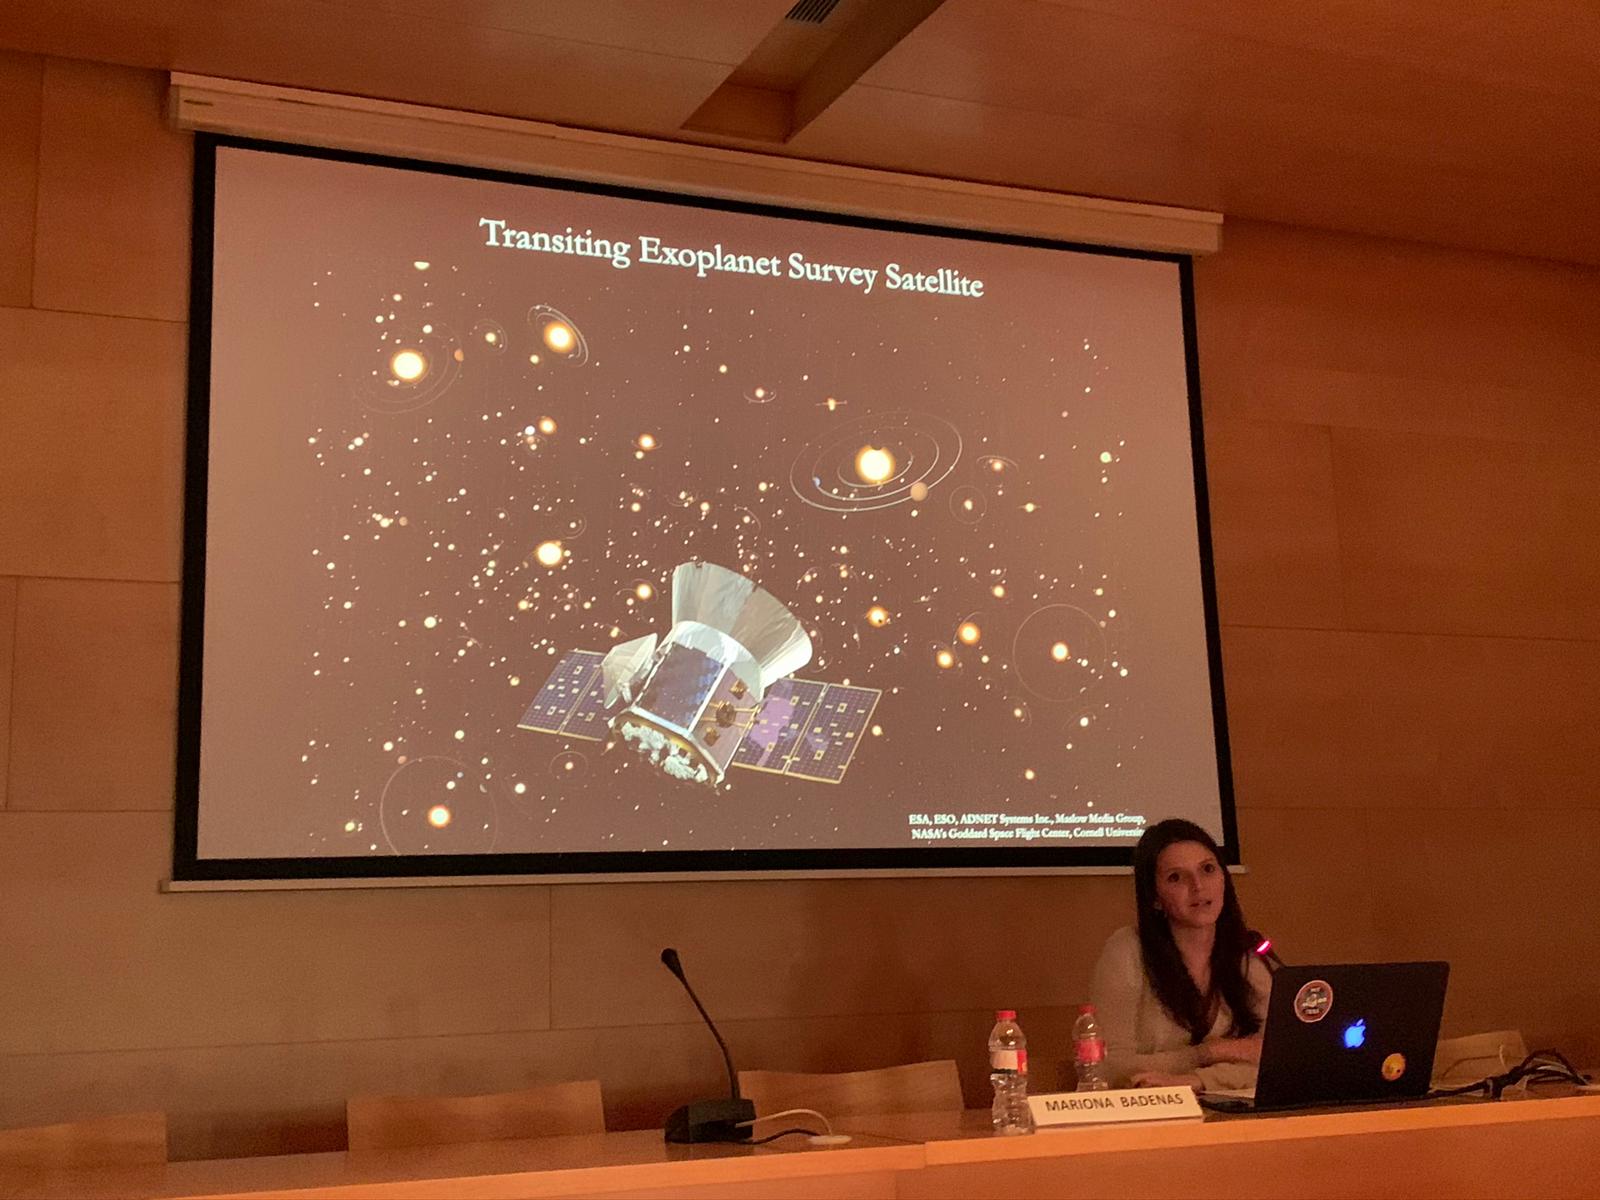 Transiting Exoplanet Survey Satellite
ESA, ESO, ADNET Systems Inc., Maslow Media Group,
NASA's Goddard Space Flight Center, Cornell
MARIONA BADENAS